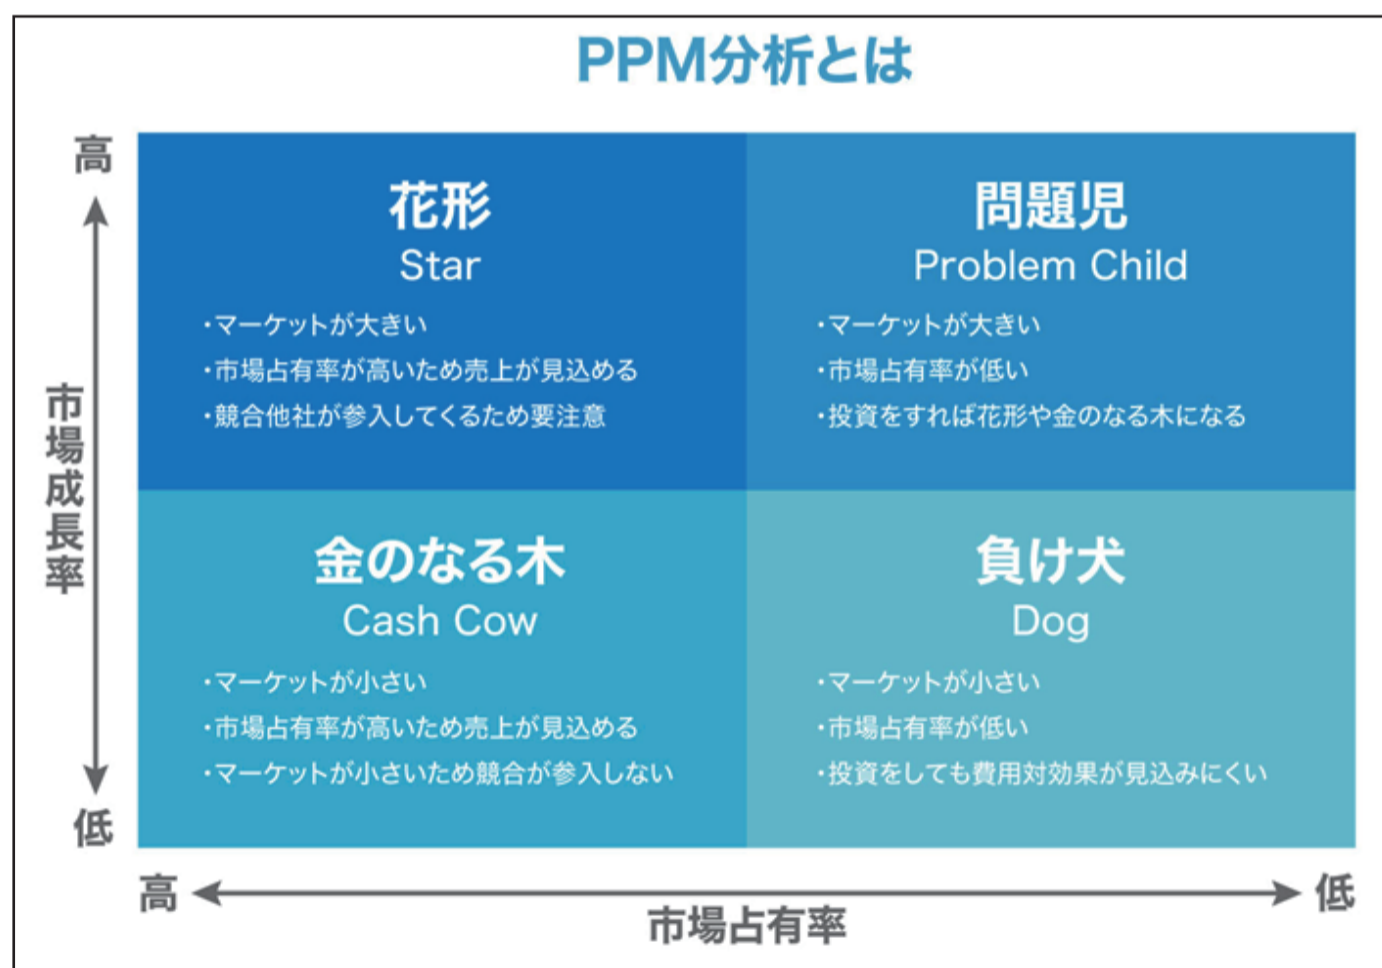 PPM分析とは
高
市場成長率
低
花形
Star
・マーケットが大きい
・市場占有率が高いため売上が見込める
・競合他社が参入してくるため要注意
問題児
Problem Child
・マーケットが大きい
・市場占有率が低い
・投資をすれば花形や金のなる木になる
金のなる木
Cash Cow
・マーケットが小さい
・市場占有率が高いため売上が見込める
・マーケットが小さいため競合が参入しない
負け犬
Dog
・マーケットが小さい
・市場占有率が低い
・投資をしても費用対効果が見込みにくい
高
市場占有率
低